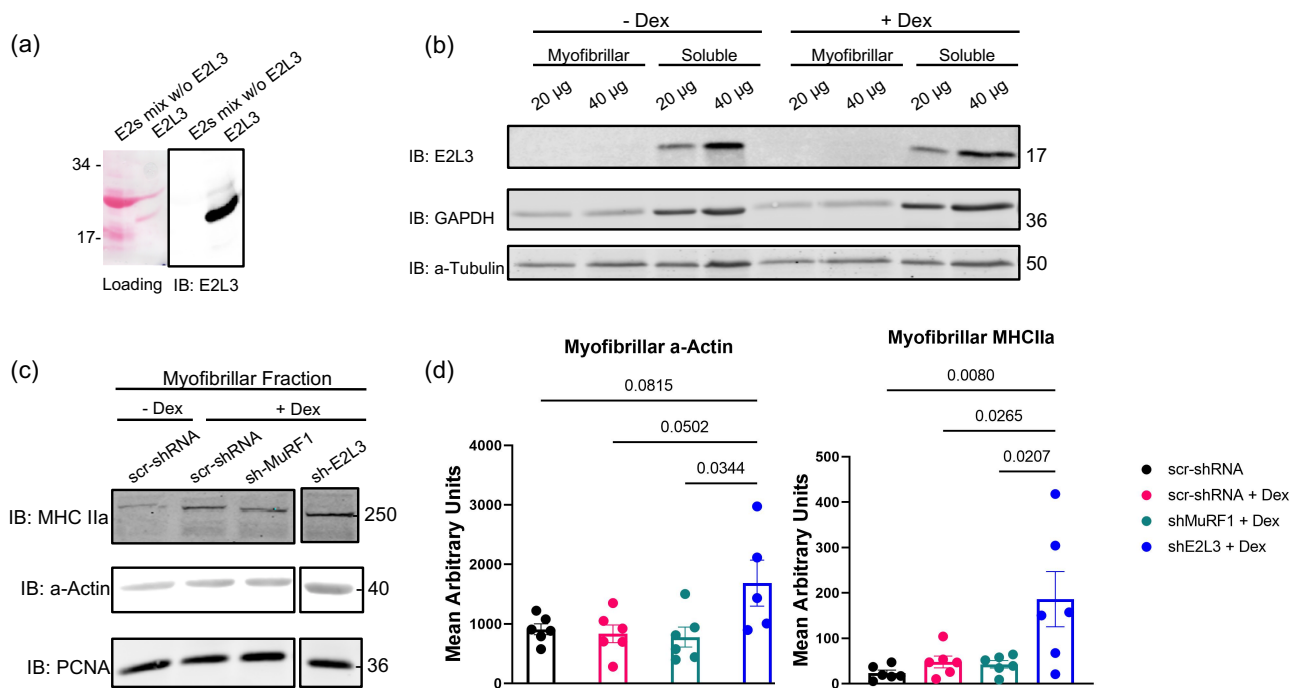 (a)
E2s mix w/o E2L3
E2L3
E2s mix w/o E2L3
E2L3
34 -
17-
Loading
IB: E2L3
(b)
- Dex
+ Dex
Myofibrillar
Soluble
Myofibrillar
Soluble
20 µg
40 µg
20 µg
40 µg
20 µg
40 µg
20 µg
40 µg
IB: E2L3
17
IB: GAPDH
36
IB: a-Tubulin
50
(c)
Myofibrillar Fraction
- Dex
+ Dex
scr-shRNA
scr-shRNA
sh-MuRF1
sh-E2L3
IB: MHC IIa
-250
IB: a-Actin
-40
IB: PCNA
-36
(d)
Myofibrillar a-Actin
0.0815
0.0502
0.0344
Mean Arbitrary Units
4000
3000
2000
1000
0
Myofibrillar MHCIIa
0.0080
0.0265
0.0207
Mean Arbitrary Units
500
400
300
200
100
0
scr-shRNA
scr-shRNA + Dex
shMuRF1 + Dex
shE2L3 + Dex